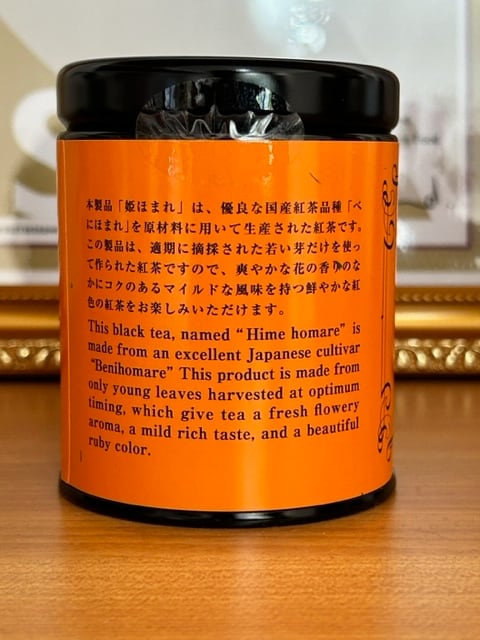 本製品「姫ほまれ」は、優良な国産紅茶品種「べ
にほまれ」を原材料に用いて生産された紅茶です。
この製品は、適期に摘採された若い芽だけを使っ
て作られた紅茶ですので、爽やかな花の香りのな
かにコクのあるマイルドな風味を持つ鮮やかな紅
色の紅茶をお楽しみいただけます。
This black tea, named “ Hime homare” is
made from an excellent Japanese cultivar
“Benihomare” This product is made from
only young leaves harvested at optimum
timing, which give tea a fresh flowery
aroma, a mild rich taste, and a beautiful
ruby color.